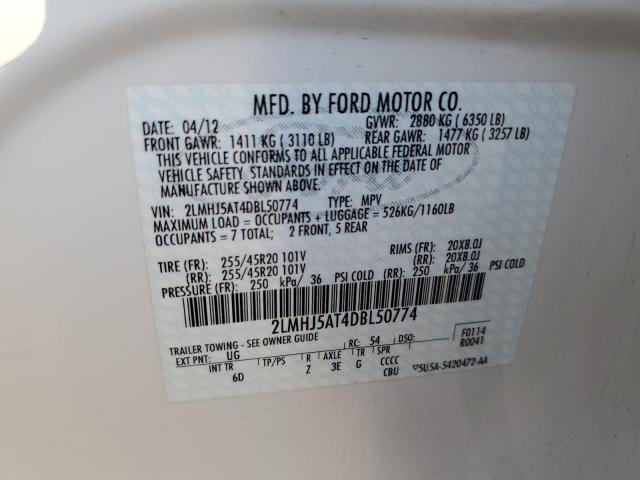 MFD. BY FORD MOTOR CO.
DATE: 04/12 GVWR: 2880 KG ( 6350 LB)
FRONT GAWR: 1411 KG ( 3110 LB) REAR GAWR: 1477 KG ( 3257 LB)
THIS VEHICLE CONFORMS TO ALL APPLICABLE FEDERAL MOTOR
VEHICLE SAFETY STANDARDS IN EFFECT ON THE DATE OF
MANUFACTURE SHOWN ABOVE.
VIN: 2LMHJ5AT4DBL50774 TYPE: MPV
MAXIMUM LOAD = OCCUPANTS + LUGGAGE = 526KG/1160LB
OCCUPANTS = 7 TOTAL; 2 FRONT, 5 REAR
TIRE (FR): 255/45R20 101V RIMS (FR): 20X8.0J
(RR): 255/45R20 101V (RR): 20X8.0J
PRESSURE (FR): 250 kPa/ 36 PSI COLD (RR): 250 kPa/ 36 PSI COLD
2LMHJ5AT4DBL50774
TRAILER TOWING - SEE OWNER GUIDE F0114
EXT PNT: UG RC: 54 DSO: R0041
INT TR TP/PS R AXLE TR SPR
6D Z 3E G CCCC
CBU 5U5A-5420472-AA